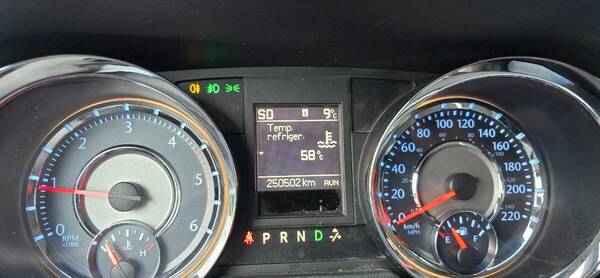 SO 9°C
Temp.
refriger.
58°C
250502 km RUN
1 2 3 4 5 6
0
RPM
x1000
C H
P R N D
0 20 40 60 80 100 120 140 160 180 200 220
km/h
MPH
E F